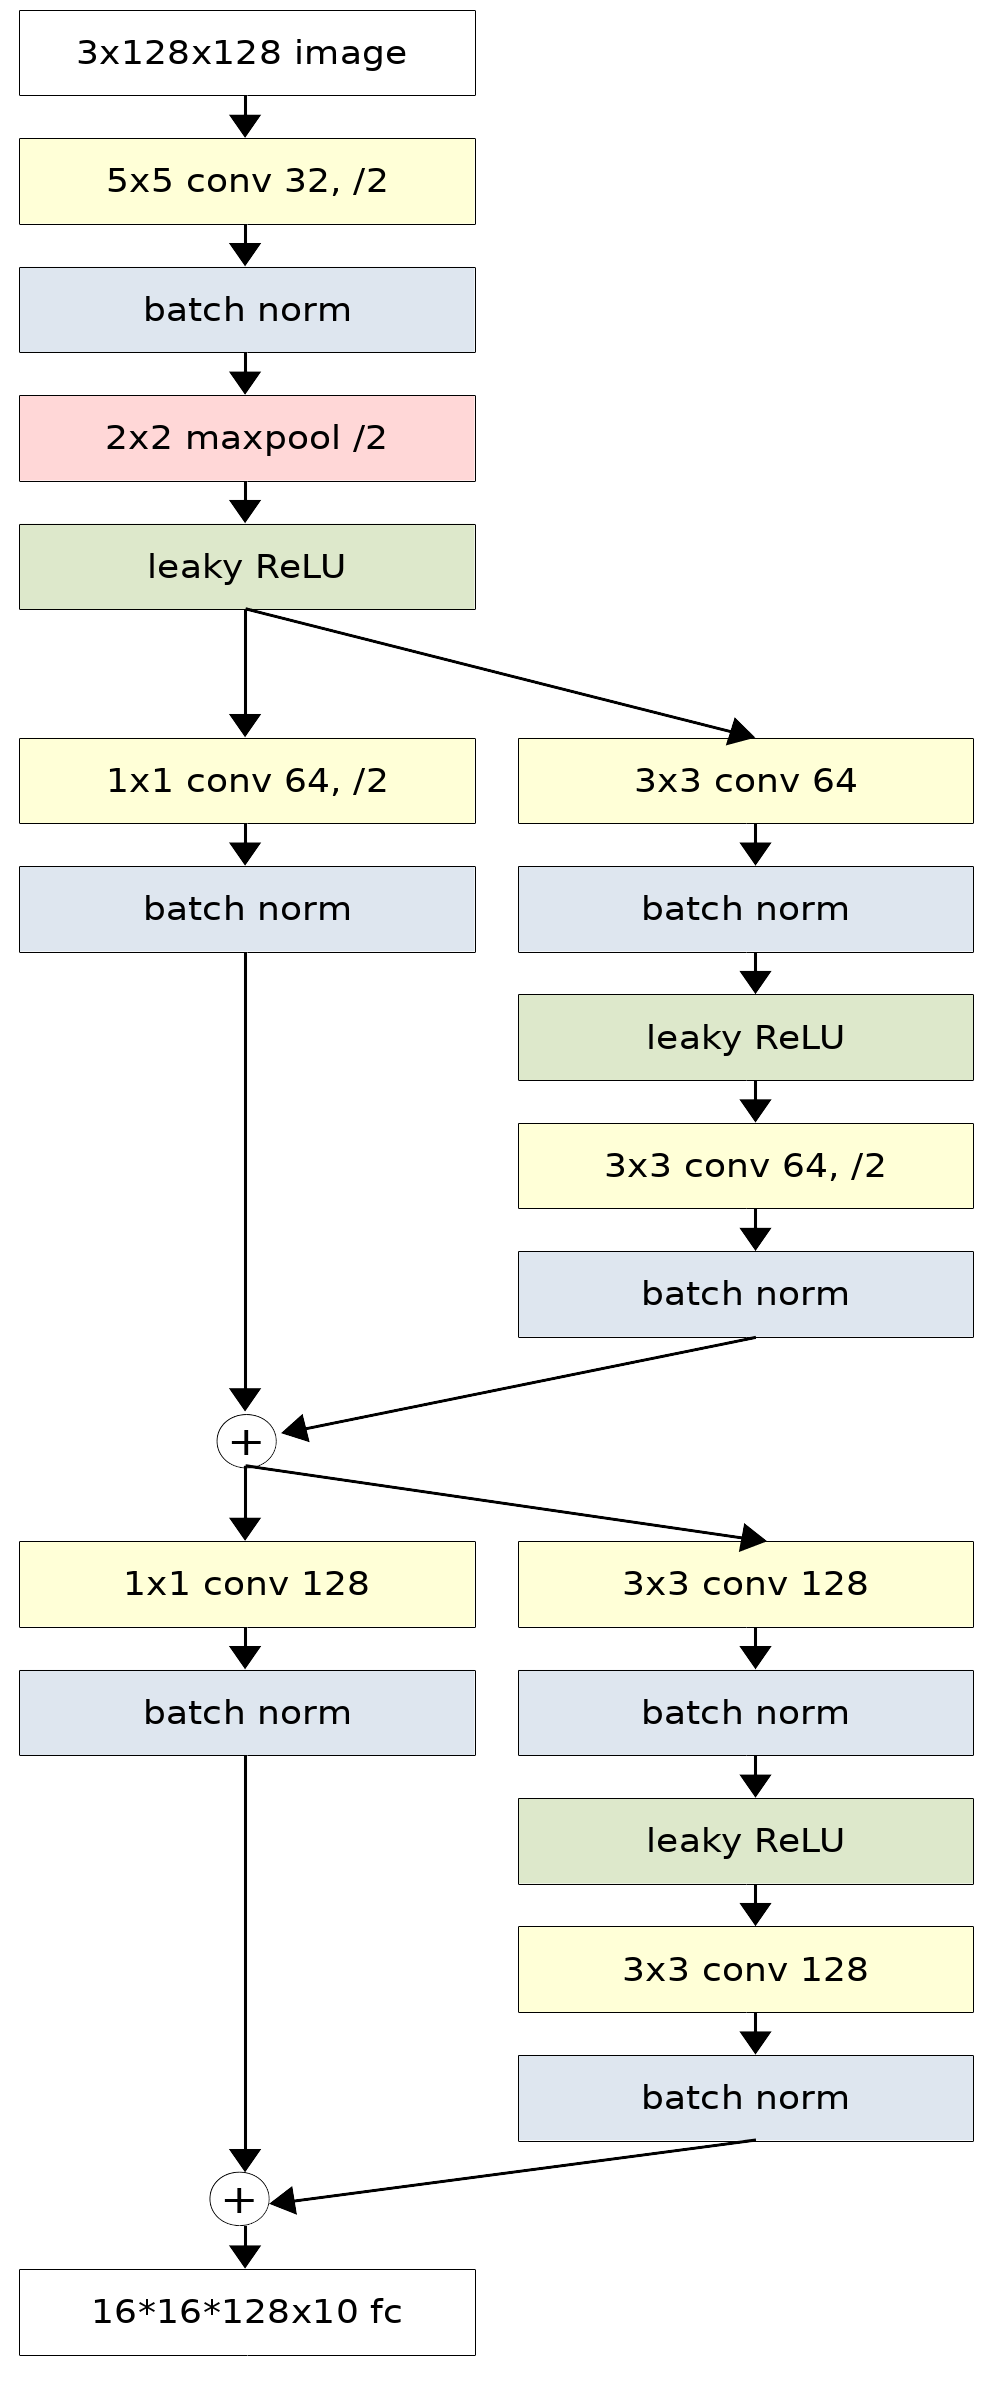 3x128x128 image
5x5 conv 32, /2
batch norm
2x2 maxpool /2
leaky ReLU
1x1 conv 64, /2
batch norm
3x3 conv 64
batch norm
leaky ReLU
3x3 conv 64, /2
batch norm
+
1x1 conv 128
batch norm
3x3 conv 128
batch norm
leaky ReLU
3x3 conv 128
batch norm
+
16*16*128x10 fc